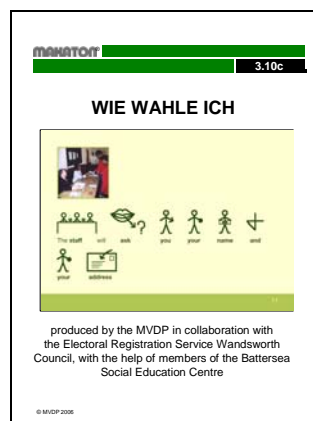 MAKATON
3.10c
WIE WAHLE ICH
The staff will ask you your name and
your address
11
produced by the MVDP in collaboration with
the Electoral Registration Service Wandsworth
Council, with the help of members of the Battersea
Social Education Centre
© MVDP 2006